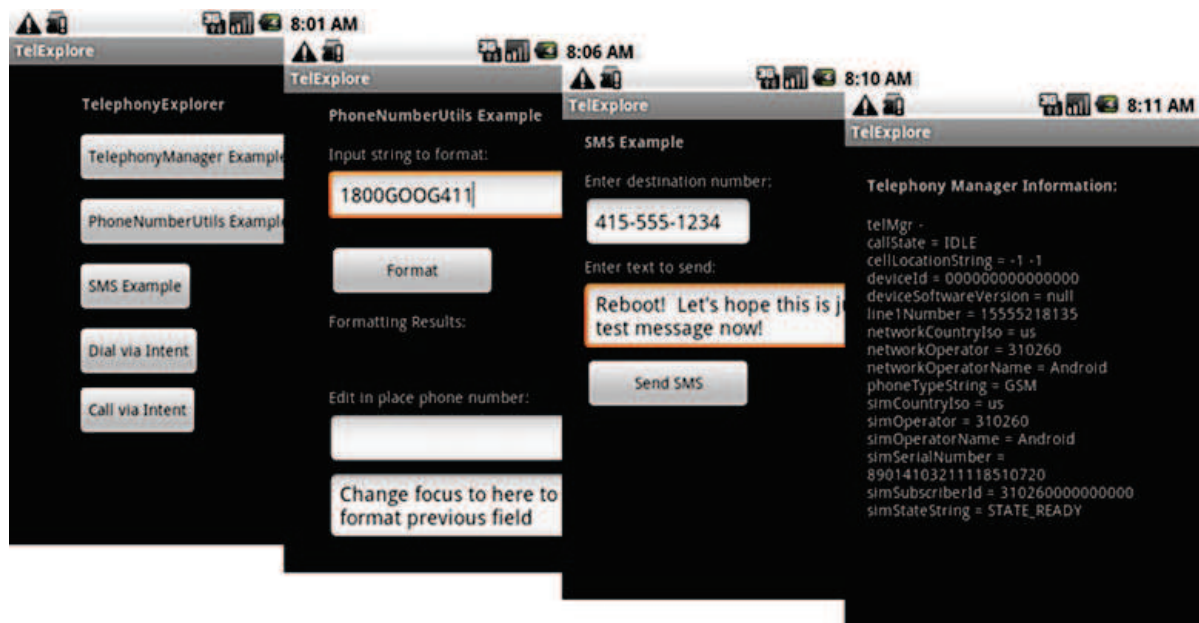 8:01 AM
TelExplore
TelephonyExplorer
TelephonyManager Example
PhoneNumberUtils Example
SMS Example
Dial via Intent
Call via Intent
3G
8:06 AM
TelExplore
PhoneNumberUtils Example
Input string to format:
1800GOOG411
Format
Formatting Results:
Edit in place phone number:
Change focus to here to
format previous field
3G
8:10 AM
TelExplore
SMS Example
Enter destination number:
415-555-1234
Enter text to send:
Reboot! Let's hope this is
test message now!
Send SMS
3G
8:11 AM
TelExplore
Telephony Manager Information:
telMgr -
callState = IDLE
cellLocationString = -1 -1
deviceId = 000000000000000
deviceSoftwareVersion = null
line1Number = 15555218135
networkCountryIso = us
networkOperator = 310260
networkOperatorName = Android
phoneTypeString = GSM
simCountryIso = us
simOperator = 310260
simOperatorName = Android
simSerialNumber =
89014103211118510720
simSubscriberId = 310260000000000
simStateString = STATE_READY